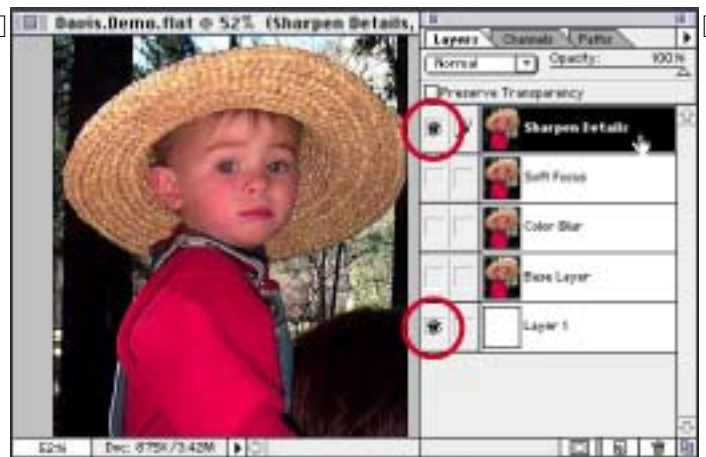 Davis.Demo.flat @ 52% (Sharpen Details,
Layers Channels Paths
Normal Opacity: 100%
Preserve Transparency
Sharpen Details
Soft Focus
Color Blur
Base Layer
Layer 1
52% Doc: 875K/3.42M